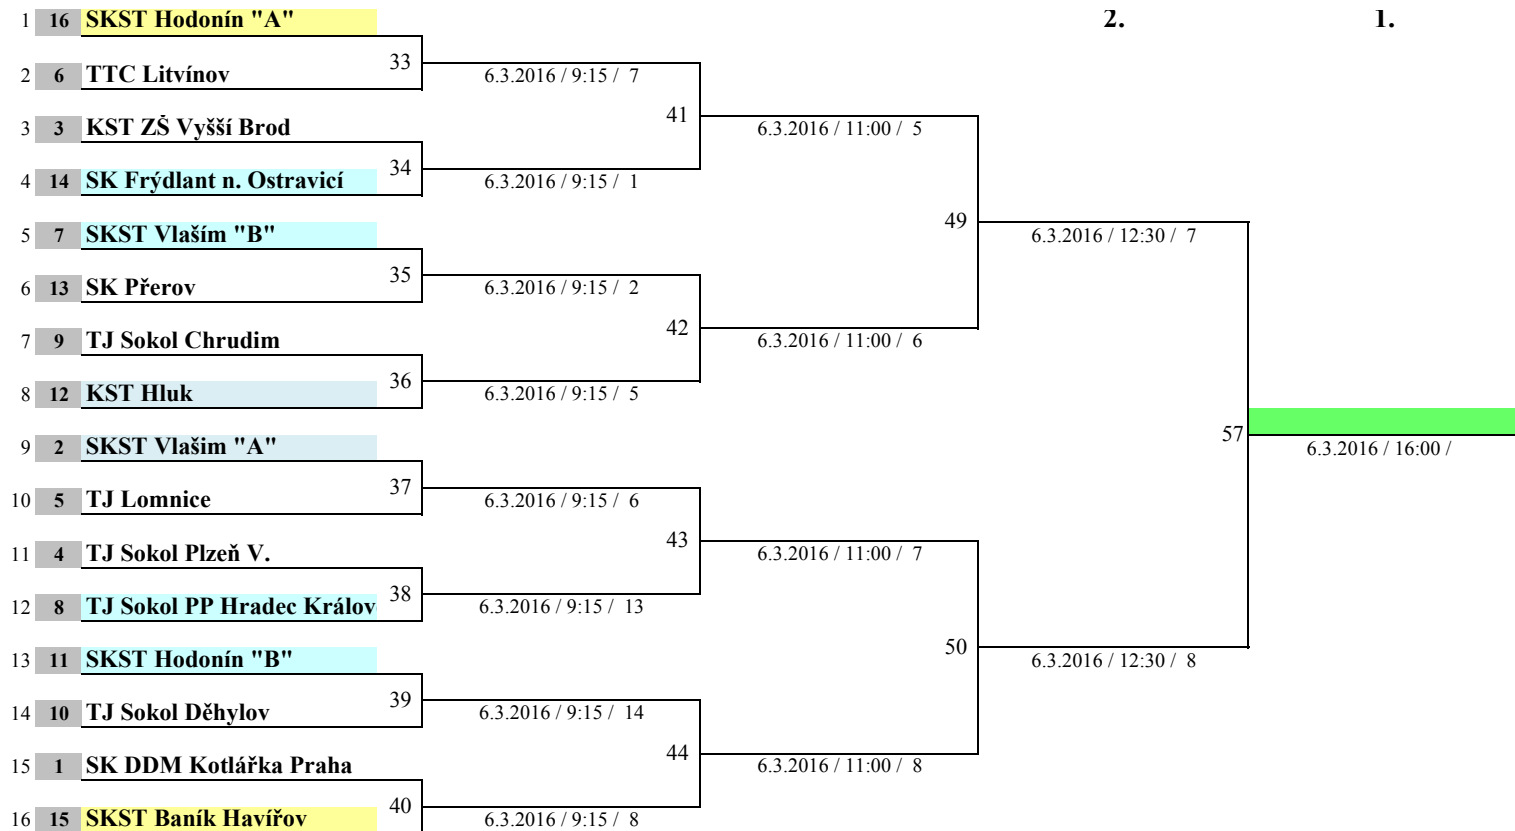 2. 1.
1 16 SKST Hodonín "A"
33
2 6 TTC Litvínov
6.3.2016 / 9:15 / 7
41
3 3 KST ZŠ Vyšší Brod
6.3.2016 / 11:00 / 5
34
4 14 SK Frýdlant n. Ostravicí
6.3.2016 / 9:15 / 1
49
5 7 SKST Vlaším "B"
6.3.2016 / 12:30 / 7
35
6 13 SK Přerov
6.3.2016 / 9:15 / 2
42
7 9 TJ Sokol Chrudim
6.3.2016 / 11:00 / 6
36
8 12 KST Hluk
6.3.2016 / 9:15 / 5
57
9 2 SKST Vlašim "A"
6.3.2016 / 16:00 /
37
10 5 TJ Lomnice
6.3.2016 / 9:15 / 6
43
11 4 TJ Sokol Plzeň V.
6.3.2016 / 11:00 / 7
38
12 8 TJ Sokol PP Hradec Králov
6.3.2016 / 9:15 / 13
50
13 11 SKST Hodonín "B"
6.3.2016 / 12:30 / 8
39
14 10 TJ Sokol Děhylov
6.3.2016 / 9:15 / 14
44
15 1 SK DDM Kotlářka Praha
6.3.2016 / 11:00 / 8
40
16 15 SKST Baník Havířov
6.3.2016 / 9:15 / 8